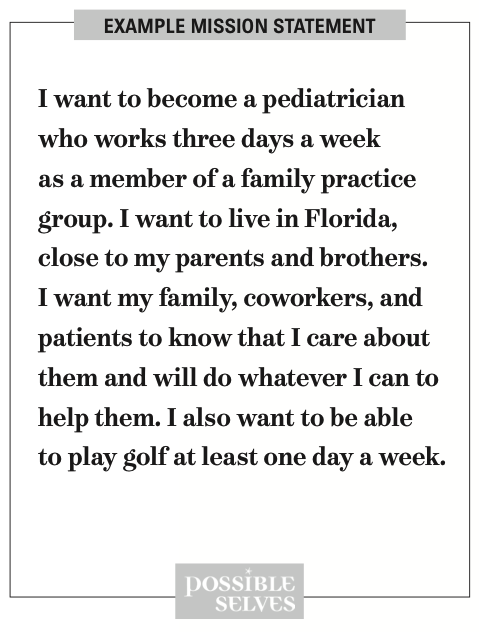 EXAMPLE MISSION STATEMENT
I want to become a pediatrician
who works three days a week
as a member of a family practice
group. I want to live in Florida,
close to my parents and brothers.
I want my family, coworkers, and
patients to know that I care about
them and will do whatever I can to
help them. I also want to be able
to play golf at least one day a week.
POSSIBLE
SELVES